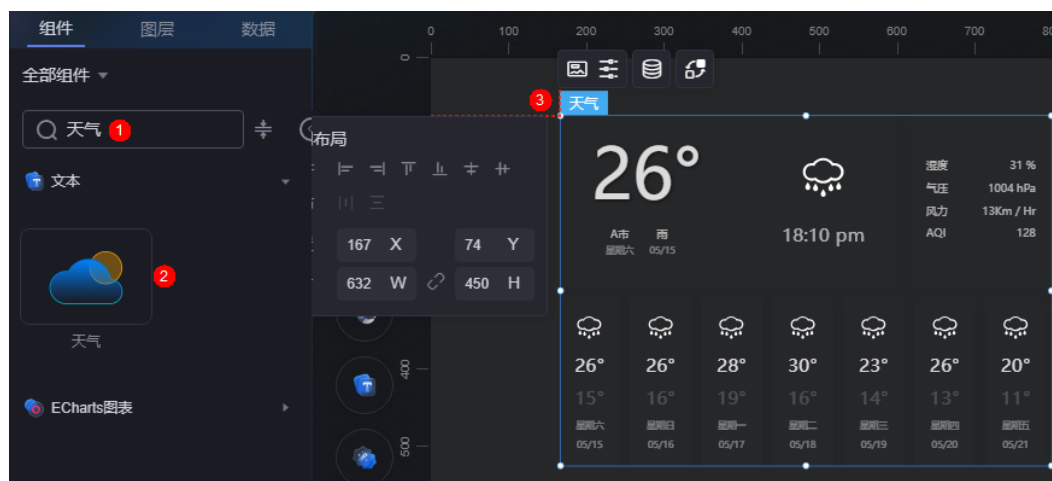 组件 图层 数据
全部组件
天气 1
文本
2
天气
ECharts图表
布局
167 X 74 Y
632 W 450 H
0 100 200 300 400 500 600 700 80
0
400
500
3 天气
26°
A市 雨
星期六 05/15
18:10 pm
湿度 31 %
气压 1004 hPa
风力 13Km / Hr
AQI 128
26° 26° 28° 30° 23° 26° 20°
15° 16° 19° 16° 14° 13° 11°
星期六 星期日 星期一 星期二 星期三 星期四 星期五
05/15 05/16 05/17 05/18 05/19 05/20 05/21